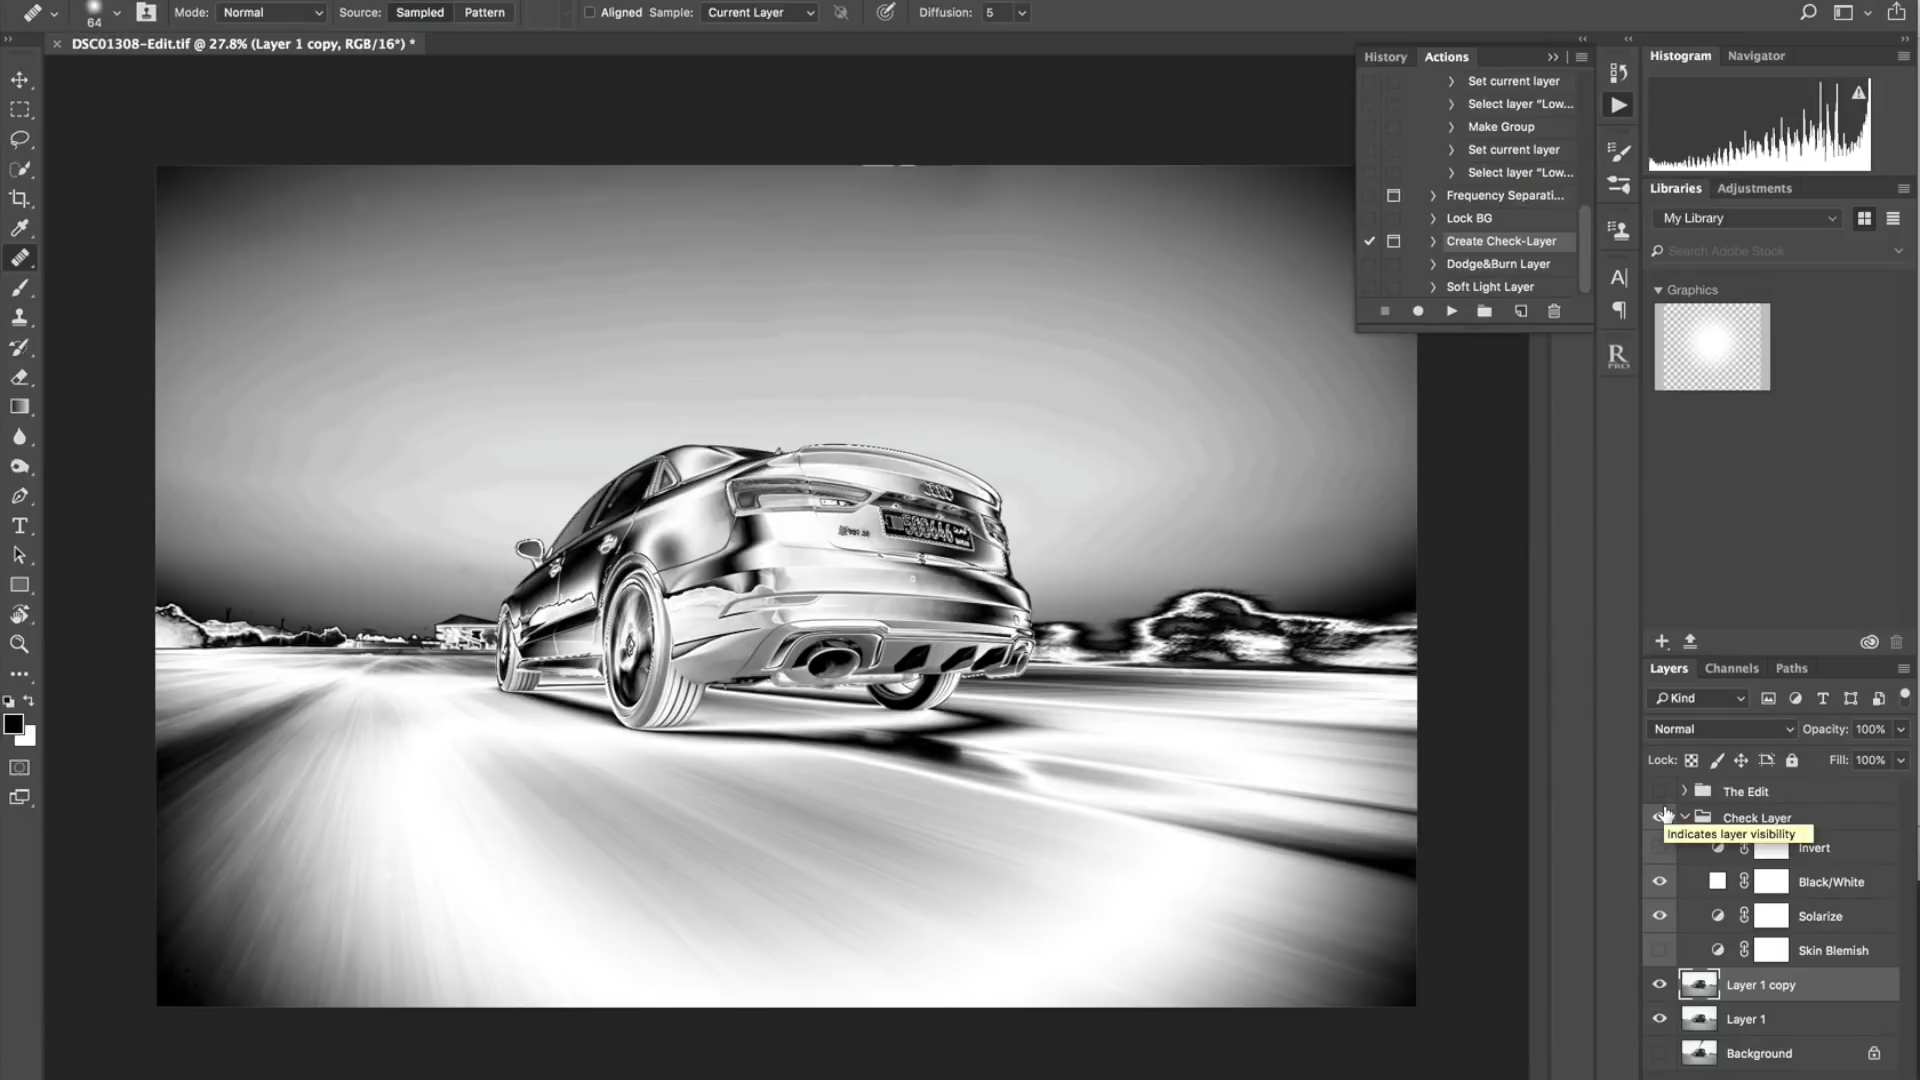 64
Mode: Normal
Source: Sampled Pattern
Aligned Sample: Current Layer
Diffusion: 5
DSC01308-Edit.tif @ 27.8% (Layer 1 copy, RGB/16*) *
History Actions
Set current layer
Select layer “Low...
Make Group
Set current layer
Select layer “Low...
Frequency Separati...
Lock BG
Create Check-Layer
Dodge&Burn Layer
Soft Light Layer
Histogram Navigator
Libraries Adjustments
My Library
Search Adobe Stock
Graphics
A
R
PRO
T
Layers Channels Paths
Kind
T
Normal Opacity: 100%
Lock: Fill: 100%
The Edit
Check Layer
Indicates layer visibility
Invert
Black/White
Solarize
Skin Blemish
Layer 1 copy
Layer 1
Background